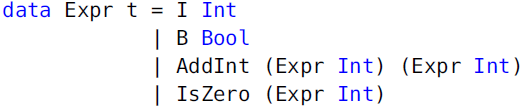 data Expr t = I Int
            | B Bool
            | AddInt (Expr Int) (Expr Int)
            | IsZero (Expr Int)